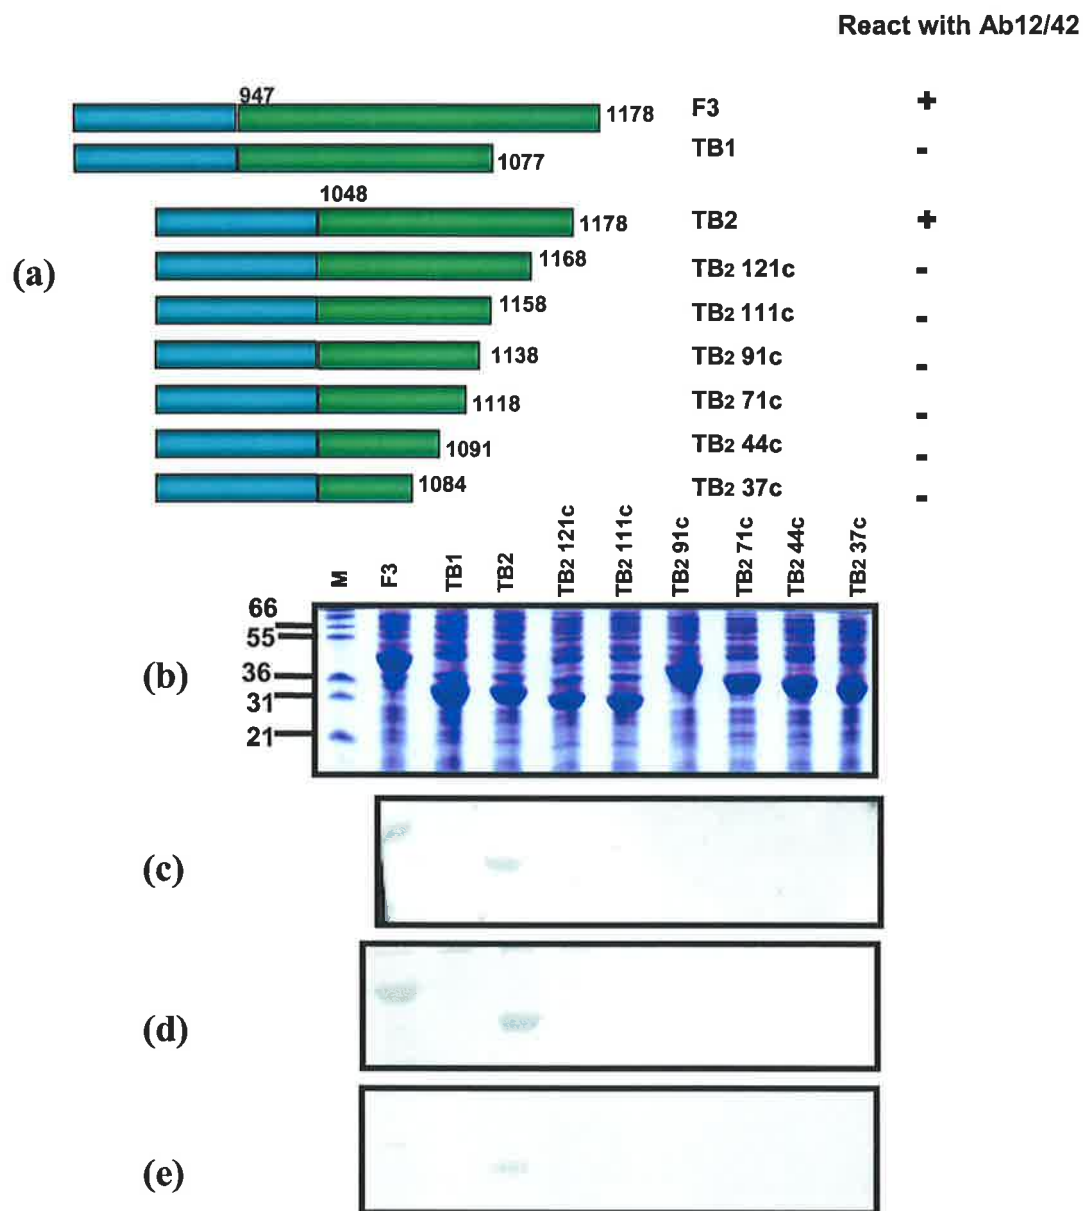 React with Ab12/42
947
1178 F3 +
TB1 -
1077
1048
1178 TB2 +
(a)
1168 TB2 121c -
1158 TB2 111c -
1138 TB2 91c -
1118 TB2 71c -
1091 TB2 44c -
1084 TB2 37c -
M F3 TB1 TB2 TB2 121c TB2 111c TB2 91c TB2 71c TB2 44c TB2 37c
66
55
(b)
36
31
21
(c)
(d)
(e)